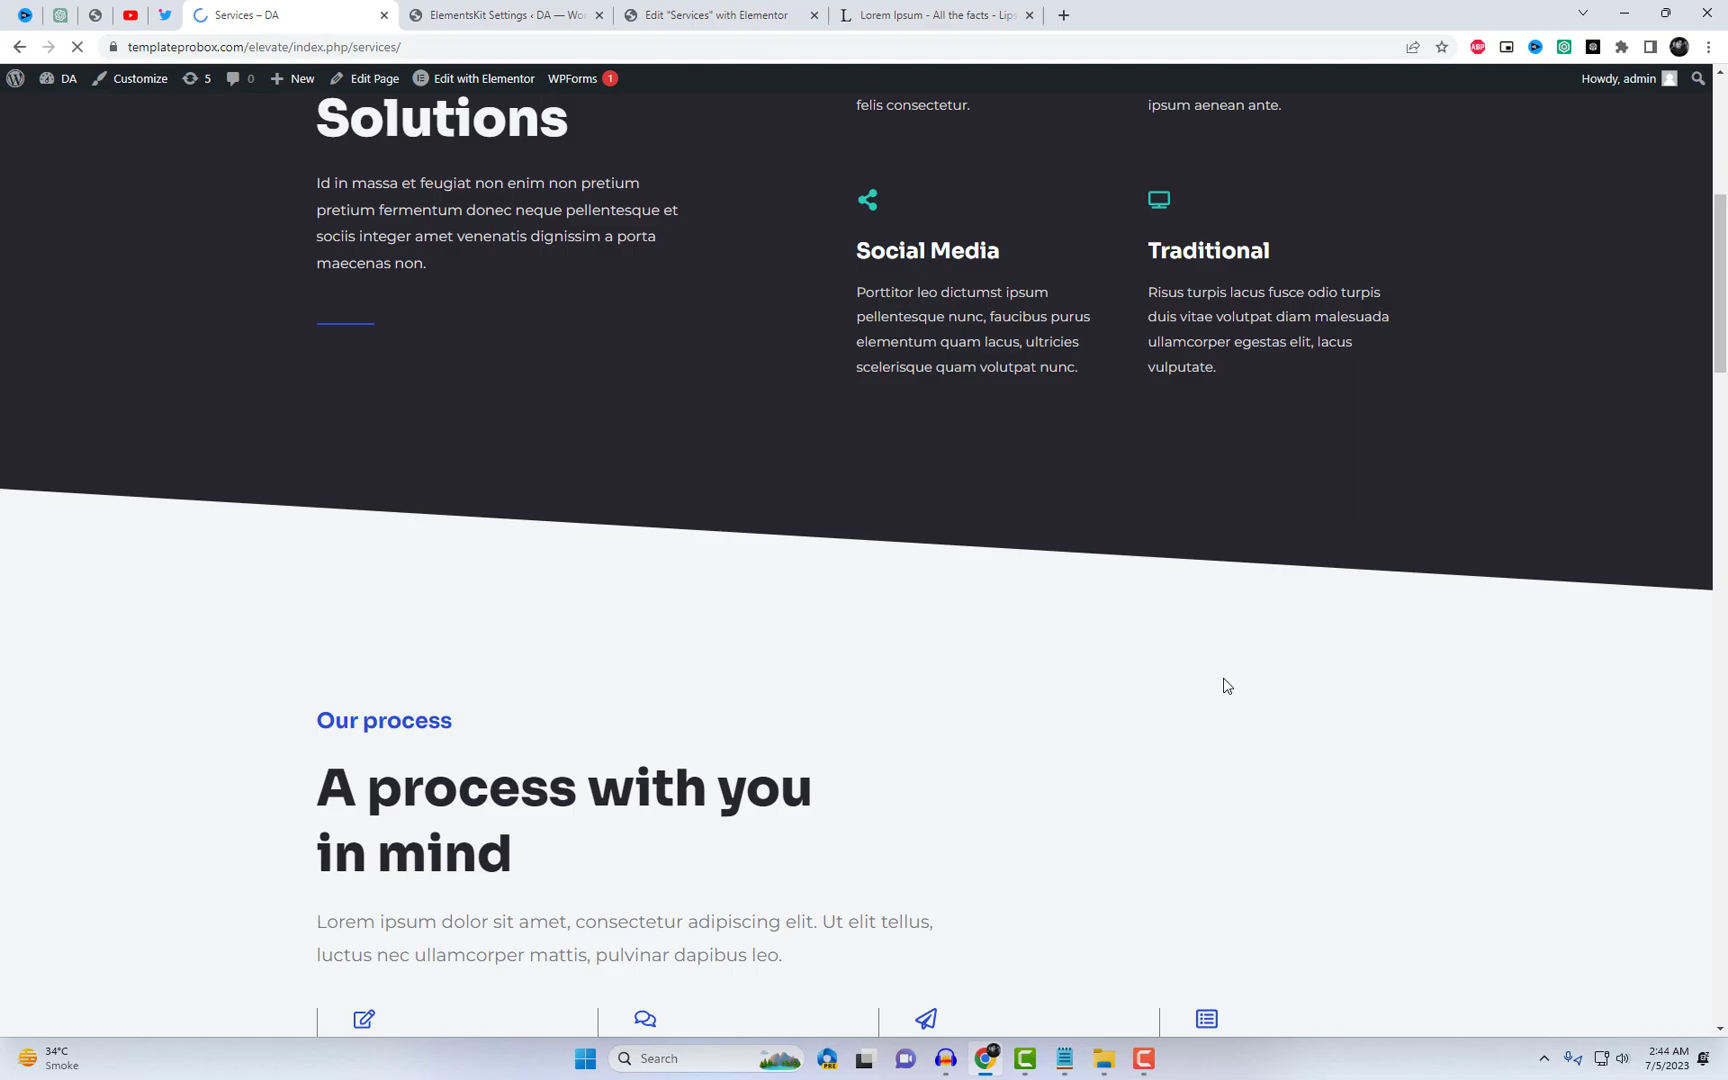 Services – DA
ElementsKit Settings ‹ DA — Wor
Edit "Services" with Elementor
Lorem Ipsum - All the facts - Lips
templateprobox.com/elevate/index.php/services/
ABP
DA
Customize
5
0
New
Edit Page
Edit with Elementor
WPForms
1
Howdy, admin
Solutions
felis consectetur.
ipsum aenean ante.
Id in massa et feugiat non enim non pretium
pretium fermentum donec neque pellentesque et
sociis integer amet venenatis dignissim a porta
maecenas non.
Social Media
Traditional
Porttitor leo dictumst ipsum
pellentesque nunc, faucibus purus
elementum quam lacus, ultricies
scelerisque quam volutpat nunc.
Risus turpis lacus fusce odio turpis
duis vitae volutpat diam malesuada
ullamcorper egestas elit, lacus
vulputate.
Our process
A process with you
in mind
Lorem ipsum dolor sit amet, consectetur adipiscing elit. Ut elit tellus,
luctus nec ullamcorper mattis, pulvinar dapibus leo.
34°C
Smoke
Search
PRE
2:44 AM
7/5/2023